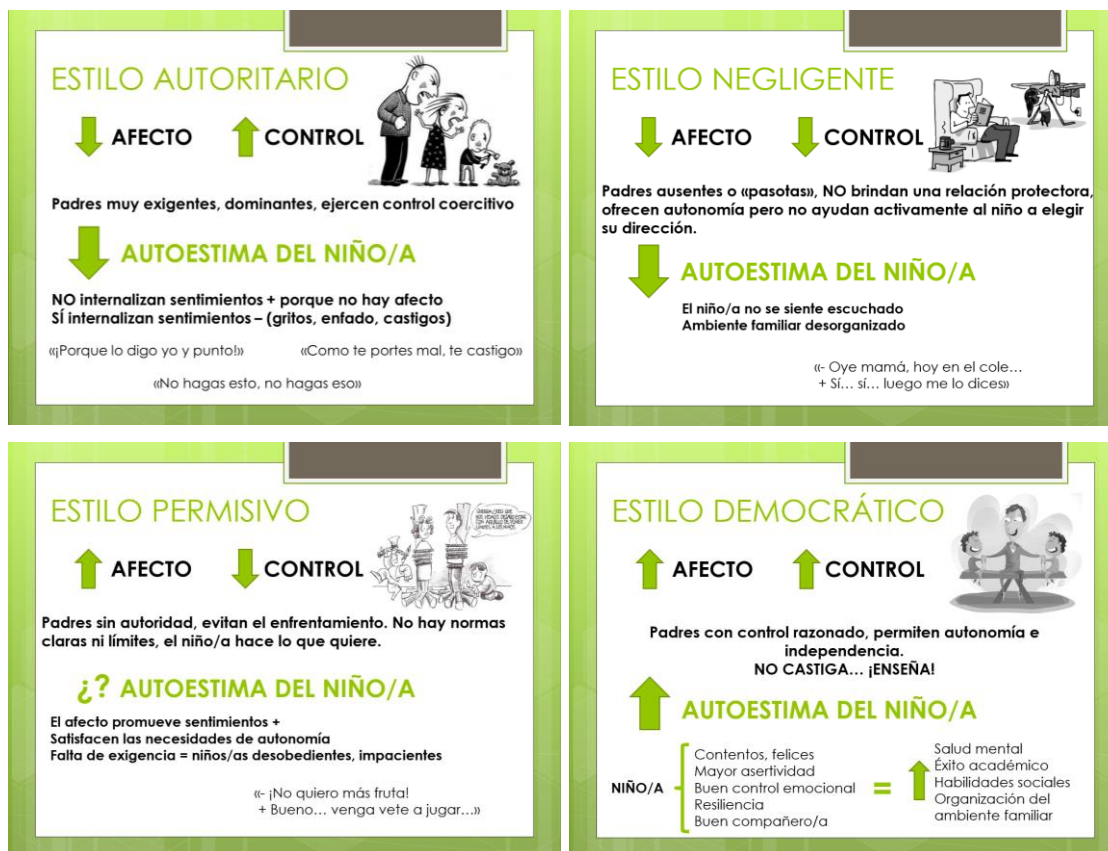 ESTILO AUTORITARIO
AFECTO
CONTROL
Padres muy exigentes, dominantes, ejercen control coercitivo
AUTOESTIMA DEL NIÑO/A
NO internalizan sentimientos + porque no hay afecto
SÍ internalizan sentimientos – (gritos, enfado, castigos)
«¡Porque lo digo yo y punto!»
«Como te portes mal, te castigo»
«No hagas esto, no hagas eso»
ESTILO NEGLIGENTE
AFECTO
CONTROL
Padres ausentes o «pasotas», NO brindan una relación protectora,
ofrecen autonomía pero no ayudan activamente al niño a elegir
su dirección.
AUTOESTIMA DEL NIÑO/A
El niño/a no se siente escuchado
Ambiente familiar desorganizado
«- Oye mamá, hoy en el cole…
+ Sí… sí… luego me lo dices»
ESTILO PERMISIVO
AFECTO
CONTROL
Padres sin autoridad, evitan el enfrentamiento. No hay normas
claras ni límites, el niño/a hace lo que quiere.
¿? AUTOESTIMA DEL NIÑO/A
El afecto promueve sentimientos +
Satisfacen las necesidades de autonomía
Falta de exigencia = niños/as desobedientes, impacientes
«- ¡No quiero más fruta!
+ Bueno… venga vete a jugar…»
ESTILO DEMOCRÁTICO
AFECTO
CONTROL
Padres con control razonado, permiten autonomía e
independencia.
NO CASTIGA… ¡ENSEÑA!
AUTOESTIMA DEL NIÑO/A
NIÑO/A
Contentos, felices
Mayor asertividad
Buen control emocional
Resiliencia
Buen compañero/a
=
Salud mental
Éxito académico
Habilidades sociales
Organización del
ambiente familiar